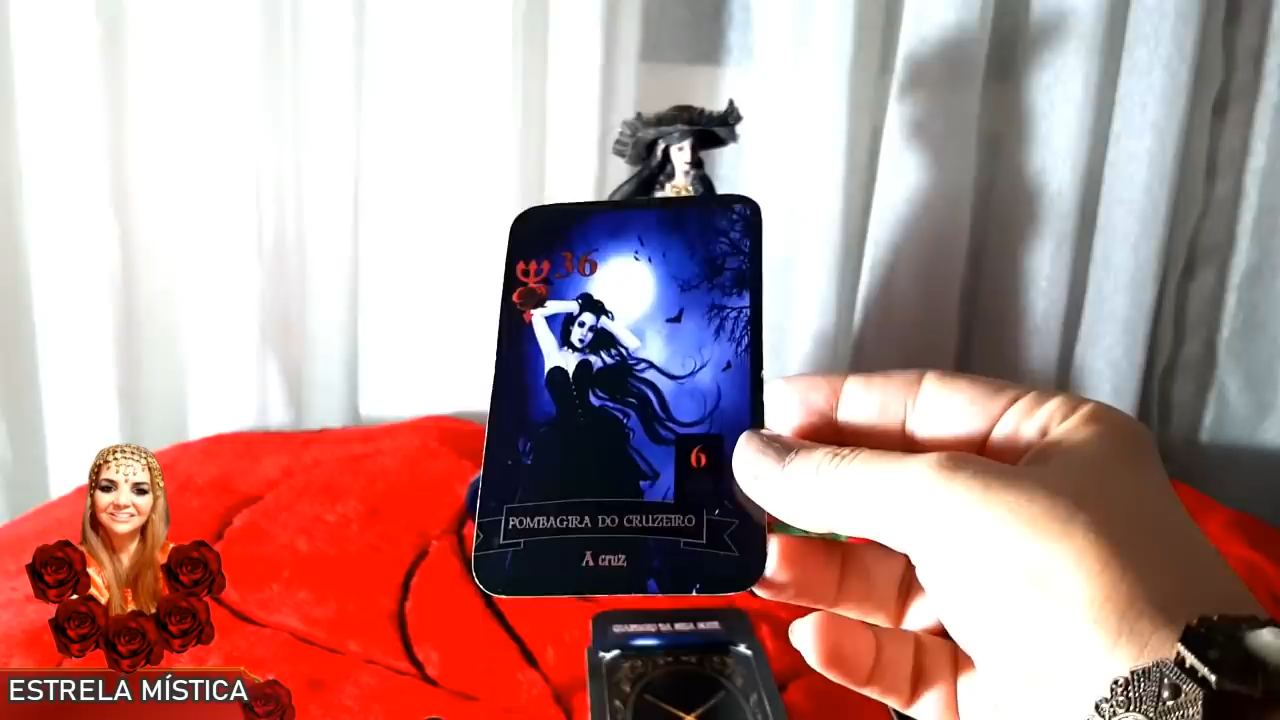 36
6
POMBAGIRA DO CRUZEIRO
A cruz
ESTRELA MÍSTICA